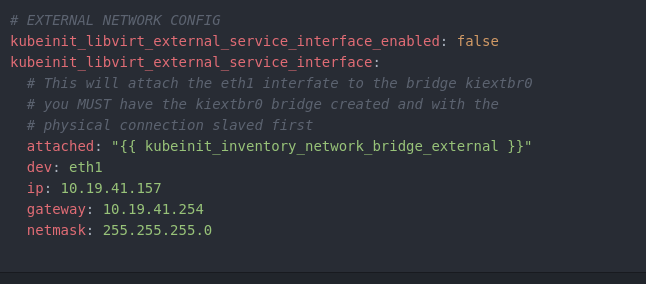 # EXTERNAL NETWORK CONFIG
kubeinit_libvirt_external_service_interface_enabled: false
kubeinit_libvirt_external_service_interface:
  # This will attach the eth1 interfate to the bridge kiextbr0
  # you MUST have the kiextbr0 bridge created and with the
  # physical connection slaved first
  attached: "{{ kubeinit_inventory_network_bridge_external }}"
  dev: eth1
  ip: 10.19.41.157
  gateway: 10.19.41.254
  netmask: 255.255.255.0